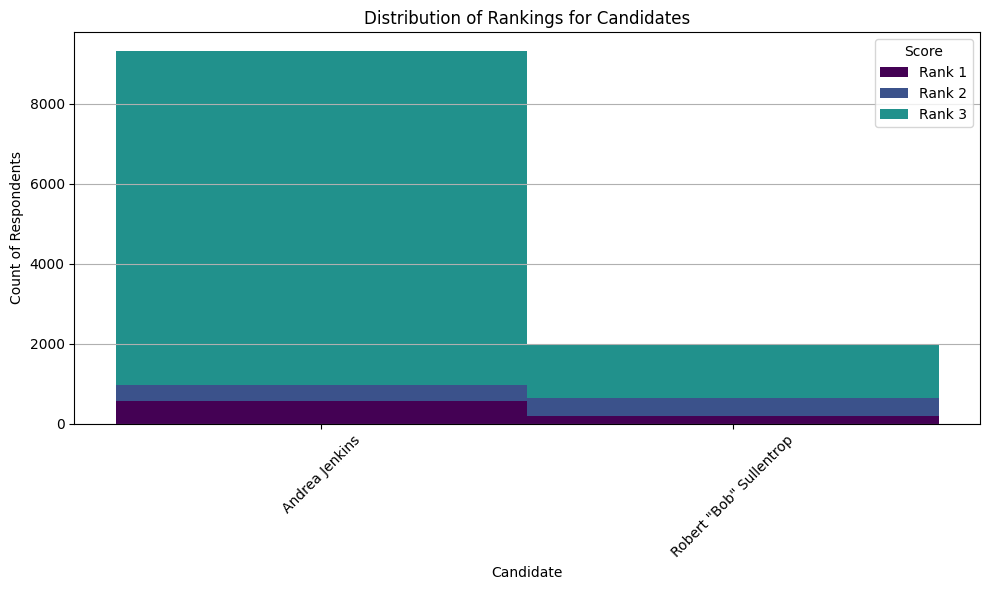 Distribution of Rankings for Candidates
Score
Rank 1
Rank 2
Rank 3
Count of Respondents
8000
6000
4000
2000
0
Andrea Jenkins
Robert "Bob" Sullentrop
Candidate